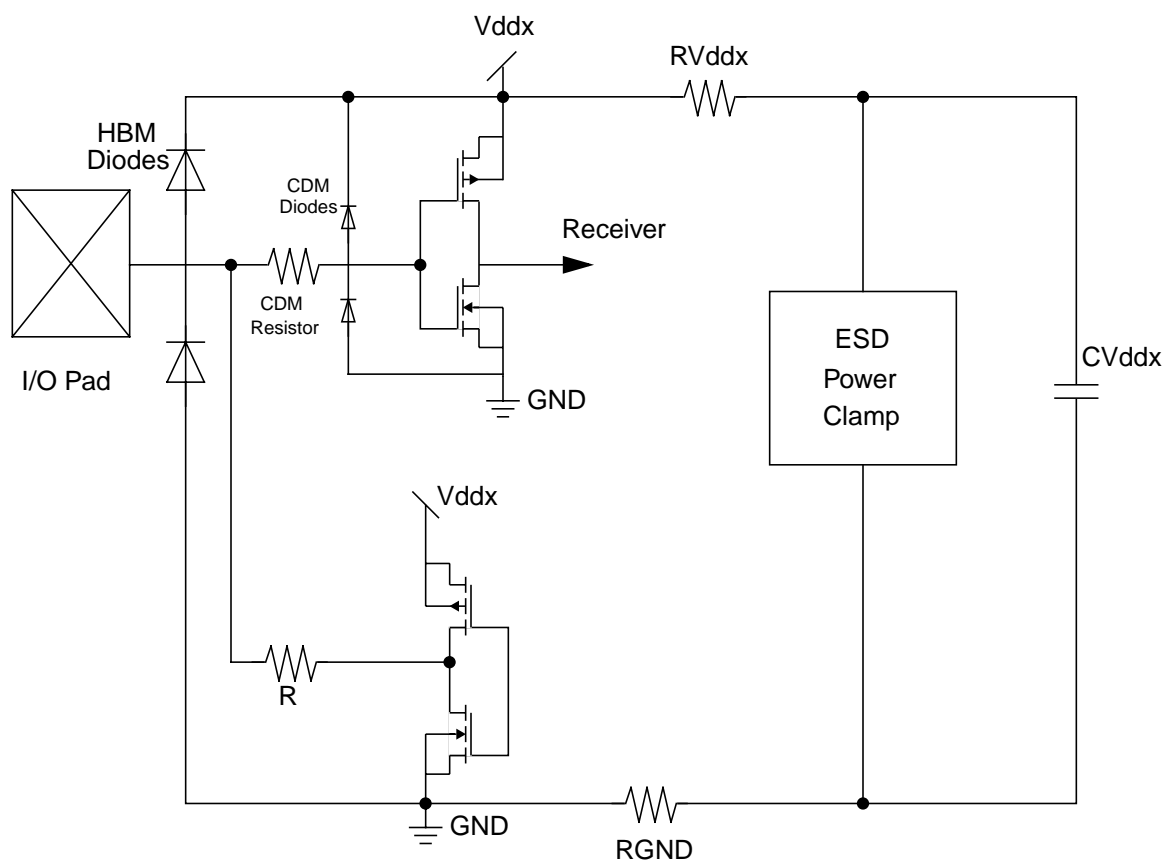 Vddx
RVddx
HBM
Diodes
CDM
Diodes
Receiver
CDM
Resistor
I/O Pad
GND
ESD
Power
Clamp
CVddx
Vddx
R
GND
RGND